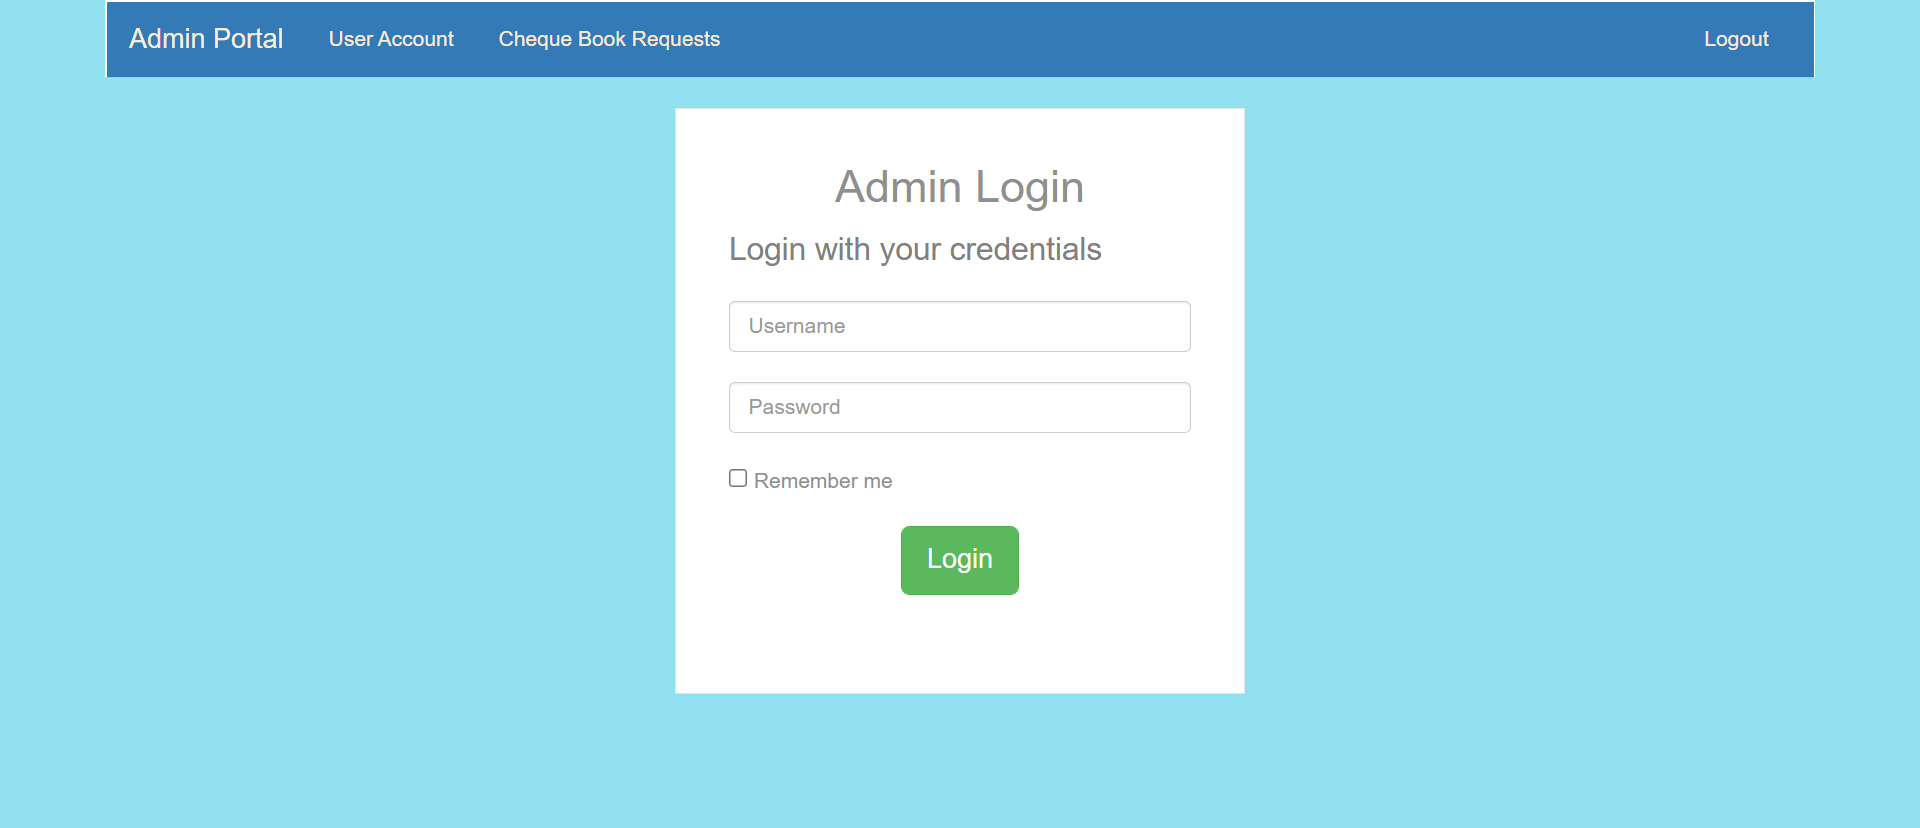 Admin Portal User Account Cheque Book Requests Logout
Admin Login
Login with your credentials
Username
Password
Remember me
Login